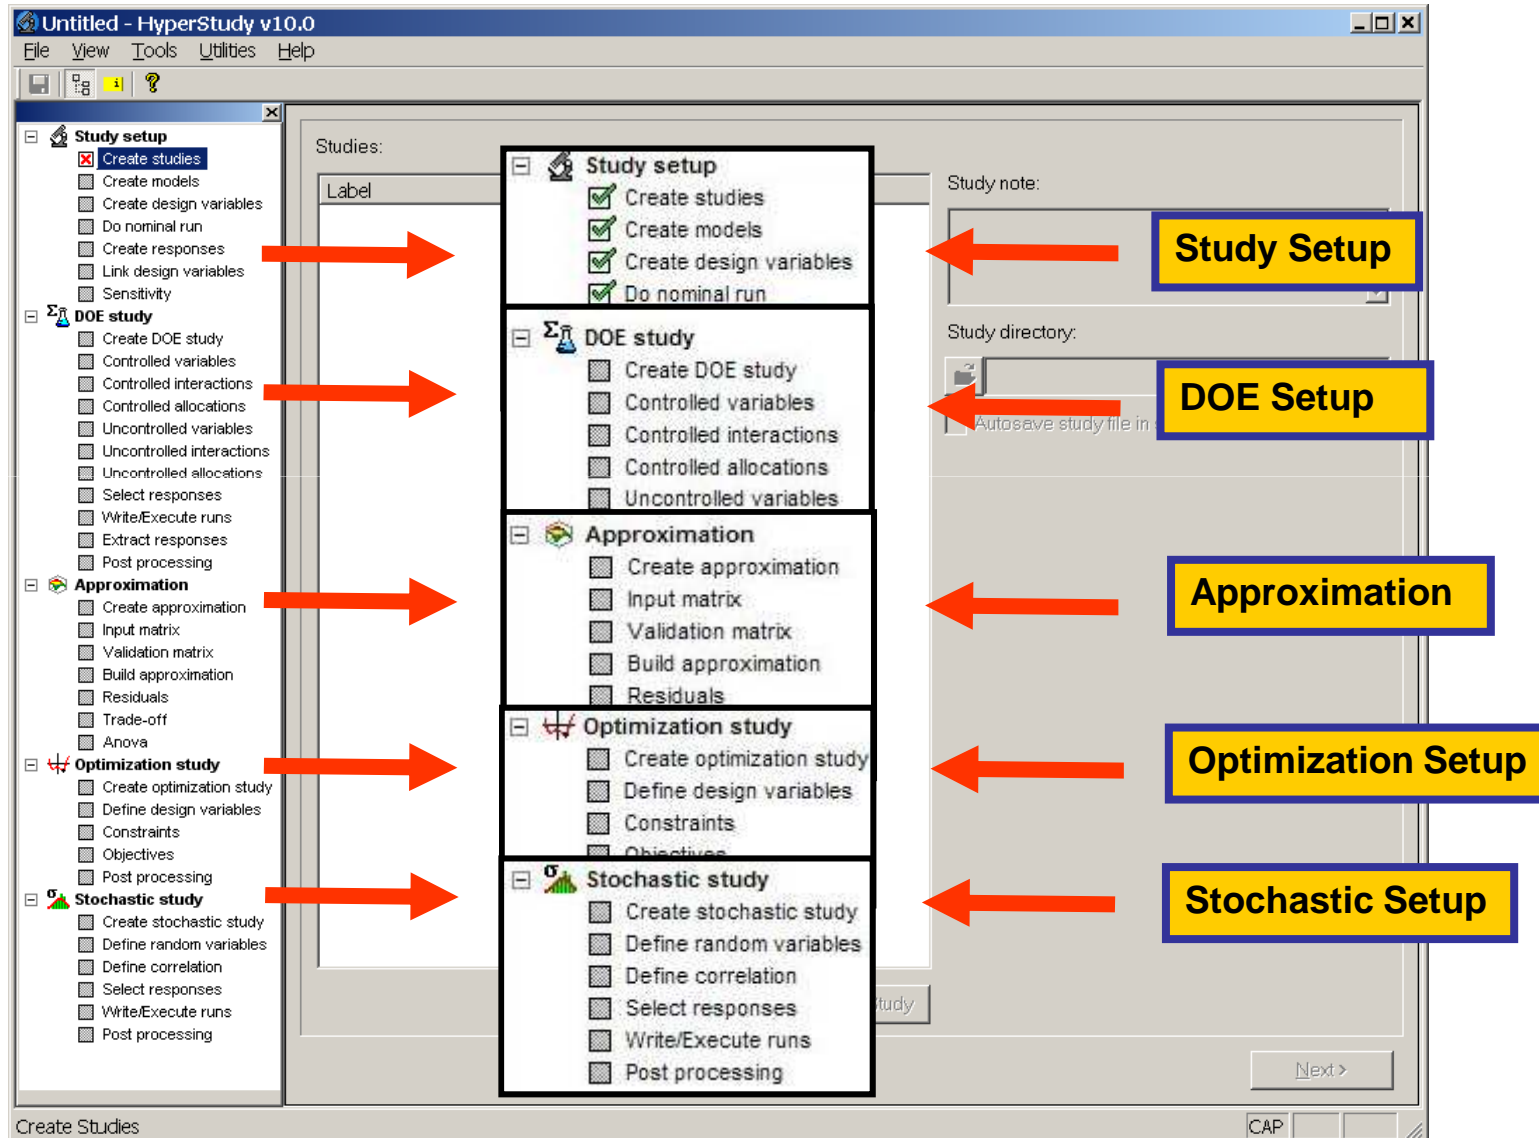 Untitled - HyperStudy v10.0
File View Tools Utilities Help
Study setup
Create studies
Create models
Create design variables
Do nominal run
Create responses
Link design variables
Sensitivity
DOE study
Create DOE study
Controlled variables
Controlled interactions
Controlled allocations
Uncontrolled variables
Uncontrolled interactions
Uncontrolled allocations
Select responses
Write/Execute runs
Extract responses
Post processing
Approximation
Create approximation
Input matrix
Validation matrix
Build approximation
Residuals
Trade-off
Anova
Optimization study
Create optimization study
Define design variables
Constraints
Objectives
Post processing
Stochastic study
Create stochastic study
Define random variables
Define correlation
Select responses
Write/Execute runs
Post processing
Studies:
Label
Study setup
Create studies
Create models
Create design variables
Do nominal run
Σ DOE study
Create DOE study
Controlled variables
Controlled interactions
Controlled allocations
Uncontrolled variables
Approximation
Create approximation
Input matrix
Validation matrix
Build approximation
Residuals
Optimization study
Create optimization study
Define design variables
Constraints
Objectives
σ Stochastic study
Create stochastic study
Define random variables
Define correlation
Select responses
Write/Execute runs
Post processing
Study note:
Study directory:
Autosave study file in
Study Setup
DOE Setup
Approximation
Optimization Setup
Stochastic Setup
Study
Next >
Create Studies
CAP